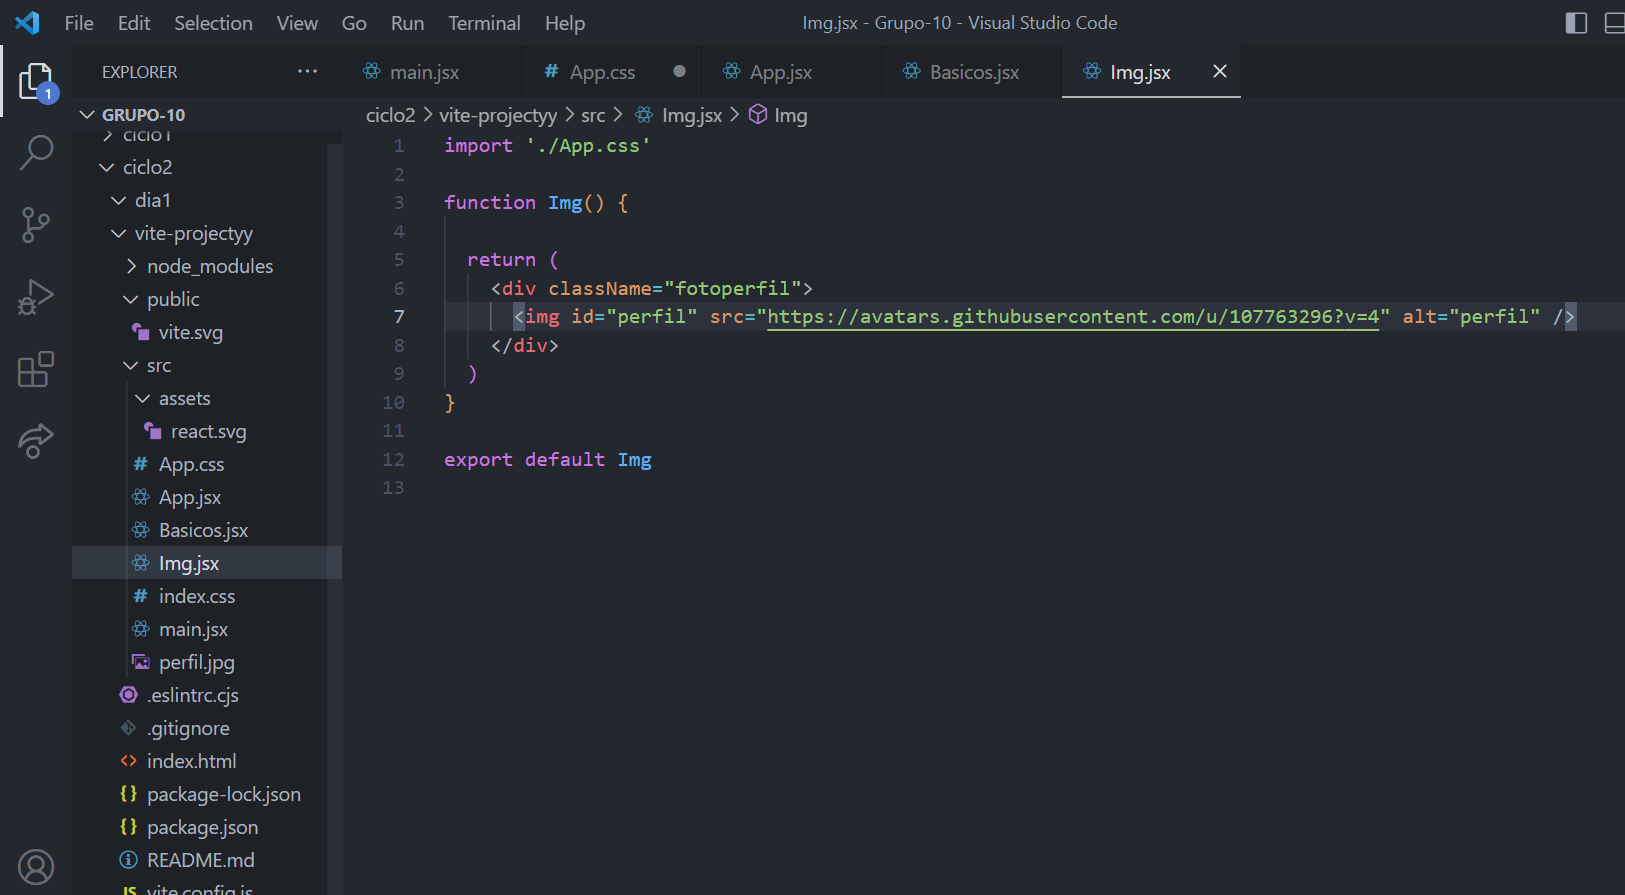 File Edit Selection View Go Run Terminal Help
Img.jsx - Grupo-10 - Visual Studio Code
EXPLORER ···
main.jsx
# App.css
App.jsx
Basicos.jsx
Img.jsx
1
GRUPO-10
ciclo1
ciclo2
dia1
vite-projectyy
node_modules
public
vite.svg
src
assets
react.svg
# App.css
App.jsx
Basicos.jsx
Img.jsx
# index.css
main.jsx
perfil.jpg
.eslintrc.cjs
.gitignore
<> index.html
{} package-lock.json
{} package.json
README.md
JS vite.config.js
ciclo2 > vite-projectyy > src > Img.jsx > Img
1 import './App.css'
2
3 function Img() {
4
5 return (
6 <div className="fotoperfil">
7 <img id="perfil" src="https://avatars.githubusercontent.com/u/107763296?v=4" alt="perfil" />
8 </div>
9 )
10 }
11
12 export default Img
13